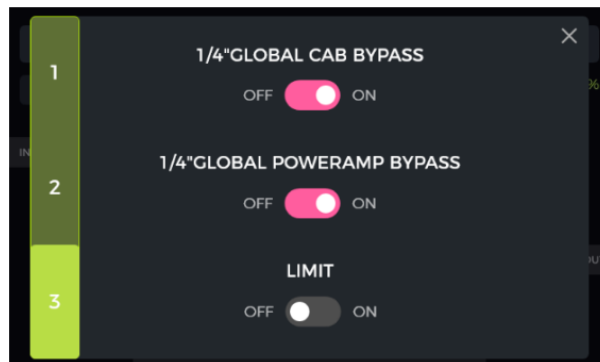 1/4"GLOBAL CAB BYPASS
OFF ON
1/4"GLOBAL POWERAMP BYPASS
OFF ON
LIMIT
OFF ON
1
2
3
IN
%